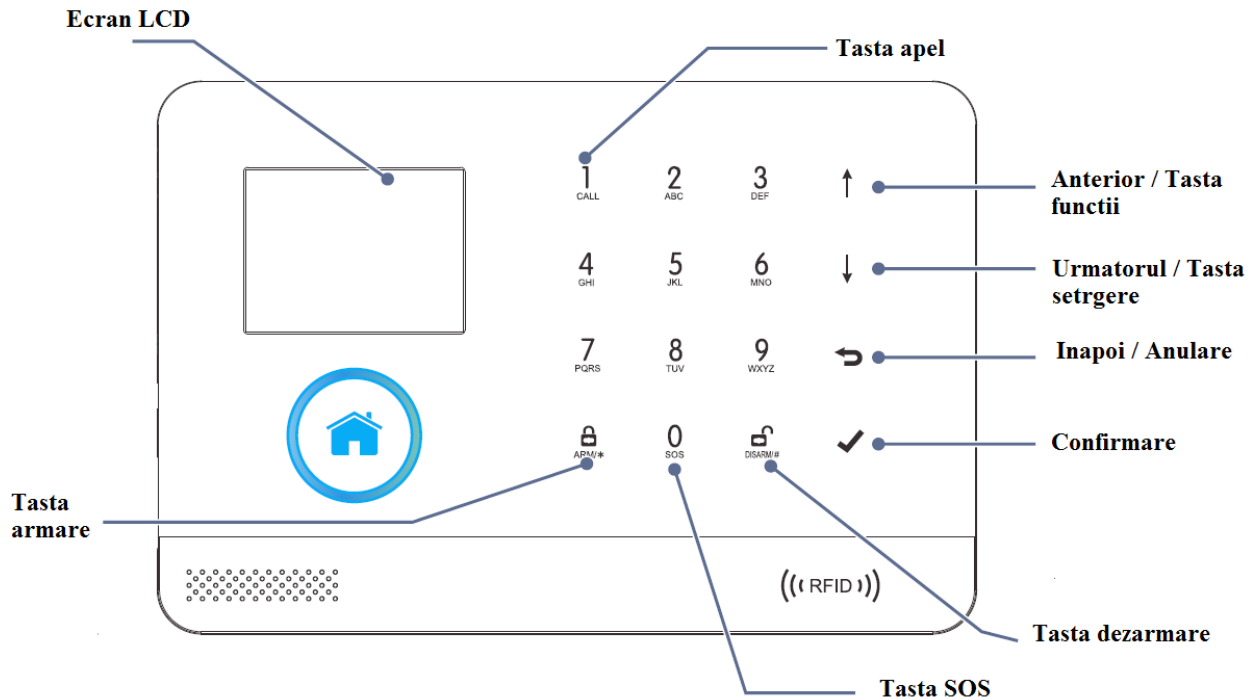 Ecran LCD
Tasta apel
1 2 3 ↑
CALL ABC DEF
Anterior / Tasta
functii
4 5 6 ↓
GHI JKL MNO
Urmatorul / Tasta
setrgere
7 8 9
PQRS TUV WXYZ
Inapoi / Anulare
0
ARM/* SOS DISARM/#
Confirmare
Tasta
armare
RFID
Tasta dezarmare
Tasta SOS